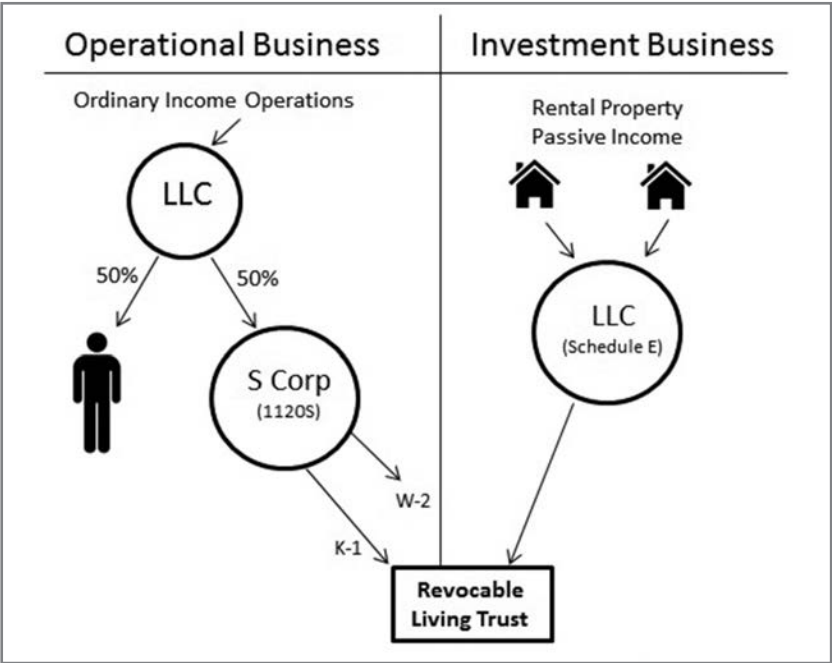 Operational Business
Investment Business
Ordinary Income Operations
Rental Property
Passive Income
LLC
50%
50%
LLC
(Schedule E)
S Corp
(1120S)
W-2
K-1
Revocable
Living Trust